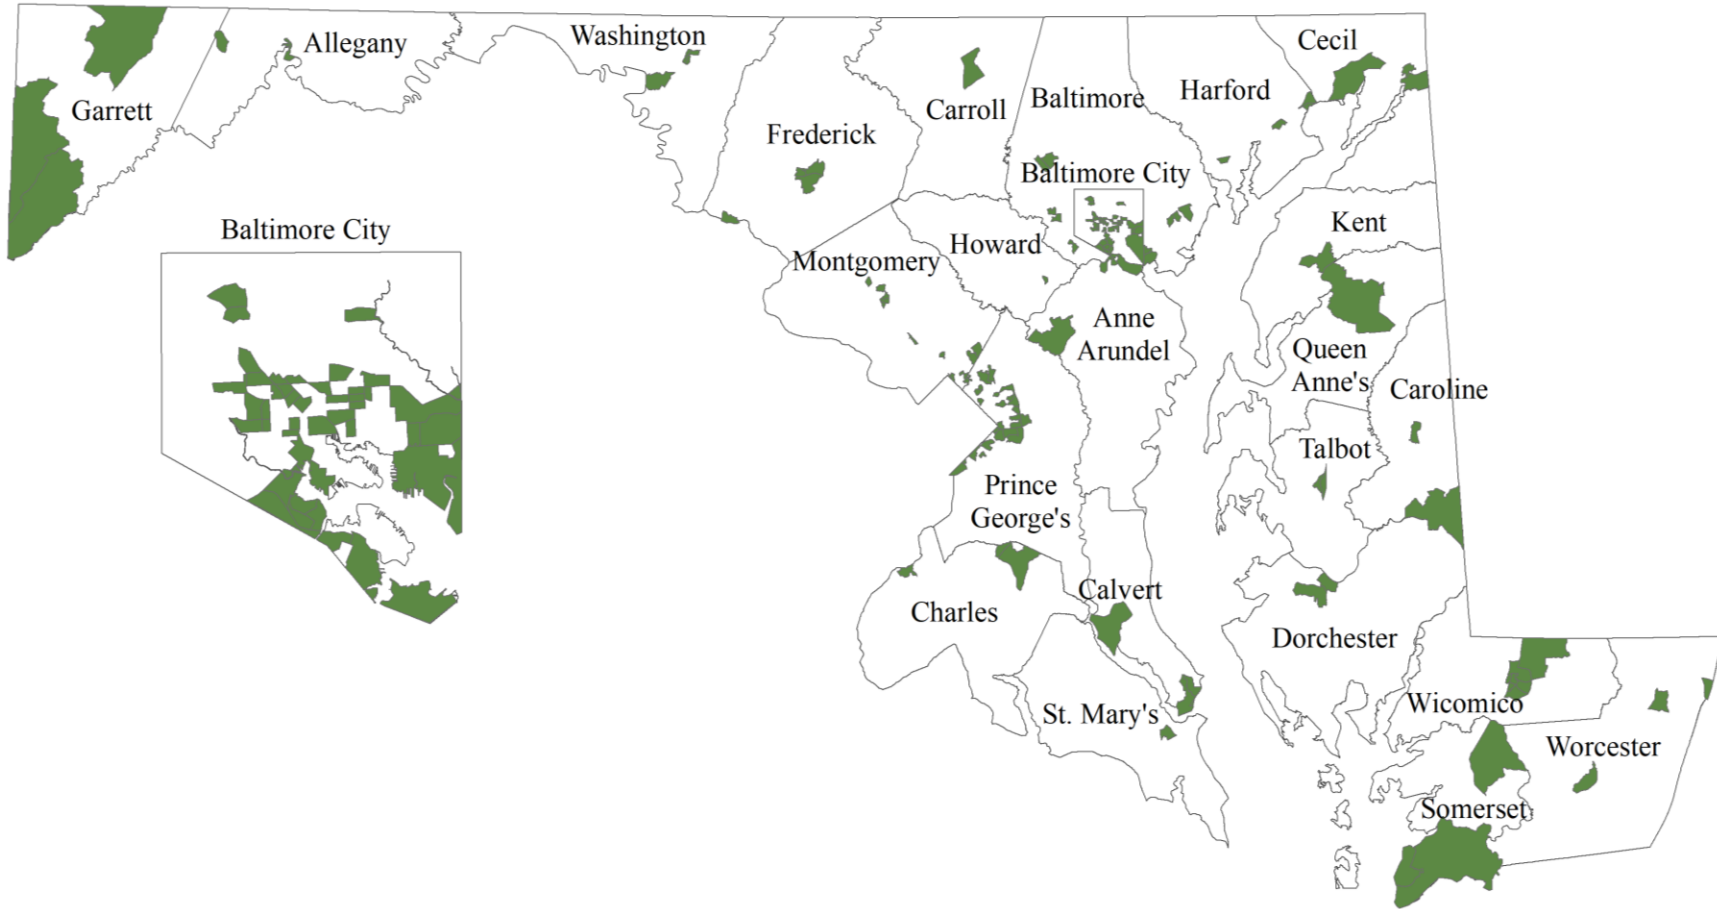 Washington
Allegany
Cecil
Garrett
Carroll
Baltimore
Harford
Frederick
Baltimore City
Baltimore City
Kent
Howard
Montgomery
Anne
Arundel
Queen
Anne's
Caroline
Talbot
Prince
George's
Calvert
Charles
Dorchester
St. Mary's
Wicomico
Worcester
Somerset